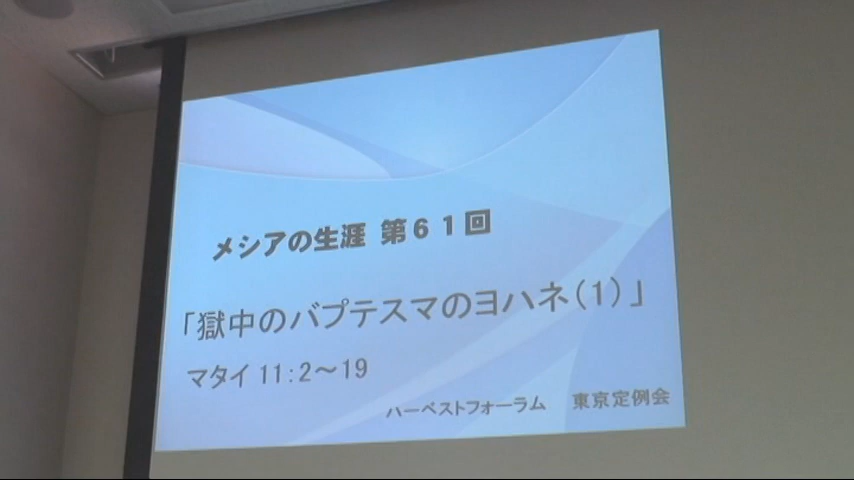 メシアの生涯 第６１回
「獄中のバプテスマのヨハネ(1)」
マタイ 11：2～19
ハーベストフォーラム 東京定例会